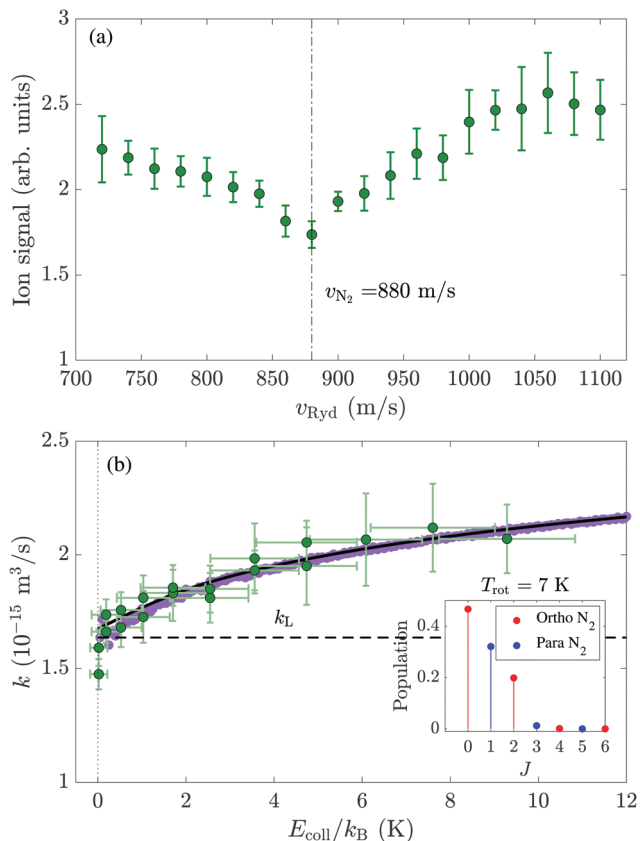 (a)
Ion signal (arb. units)
3
2.5
2
1.5
1
v_N₂ =880 m/s
700 750 800 850 900 950 1000 1050 1100
v_Ryd (m/s)
(b)
k (10⁻¹⁵ m³/s)
2.5
2
1.5
1
k_L
T_rot = 7 K
Population
0.4
0.2
0
Ortho N₂
Para N₂
0 1 2 3 4 5 6
J
0 2 4 6 8 10 12
E_coll/k_B (K)